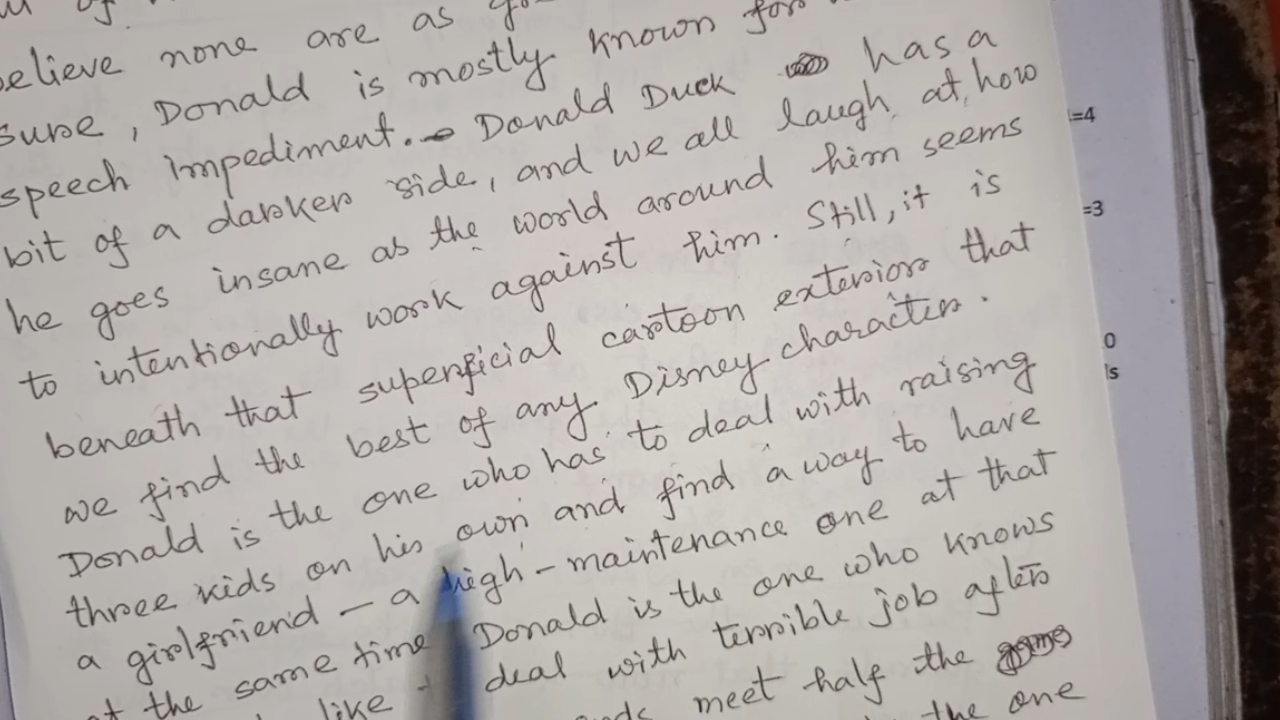 believe none are as
sure, Donald is mostly known for
speech impediment. Donald Duck has a
bit of a darker side, and we all laugh at, how
he goes insane as the world around him seems
to intentionally work against him. Still, it is
beneath that superficial cartoon exterior that
we find the best of any Disney character.
Donald is the one who has to deal with raising
three kids on his own and find a way to have
a girlfriend - a high-maintenance one at that
at the same time Donald is the one who knows
like deal with terrible job after
meet half the
the one
=4
=3
0
ls